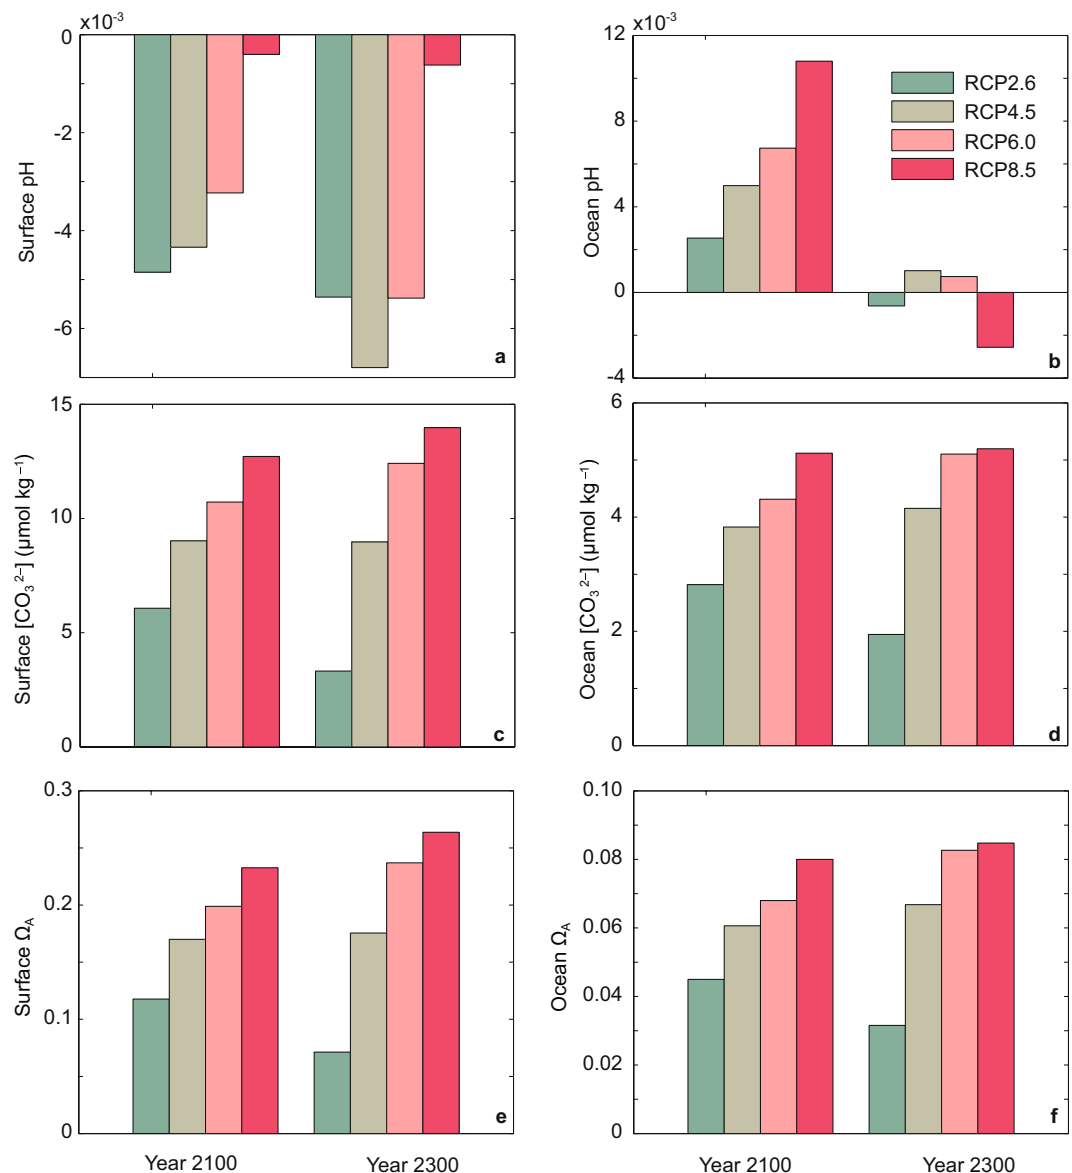 x10⁻³
0
-2
-4
-6
Surface pH
a
x10⁻³
12
8
4
0
-4
Ocean pH
RCP2.6
RCP4.5
RCP6.0
RCP8.5
b
15
10
5
0
Surface [CO₃²⁻] (μmol kg⁻¹)
c
6
4
2
0
Ocean [CO₃²⁻] (μmol kg⁻¹)
d
0.3
0.2
0.1
0
Surface Ω_A
e
Year 2100
Year 2300
0.10
0.08
0.06
0.04
0.02
0
Ocean Ω_A
f
Year 2100
Year 2300